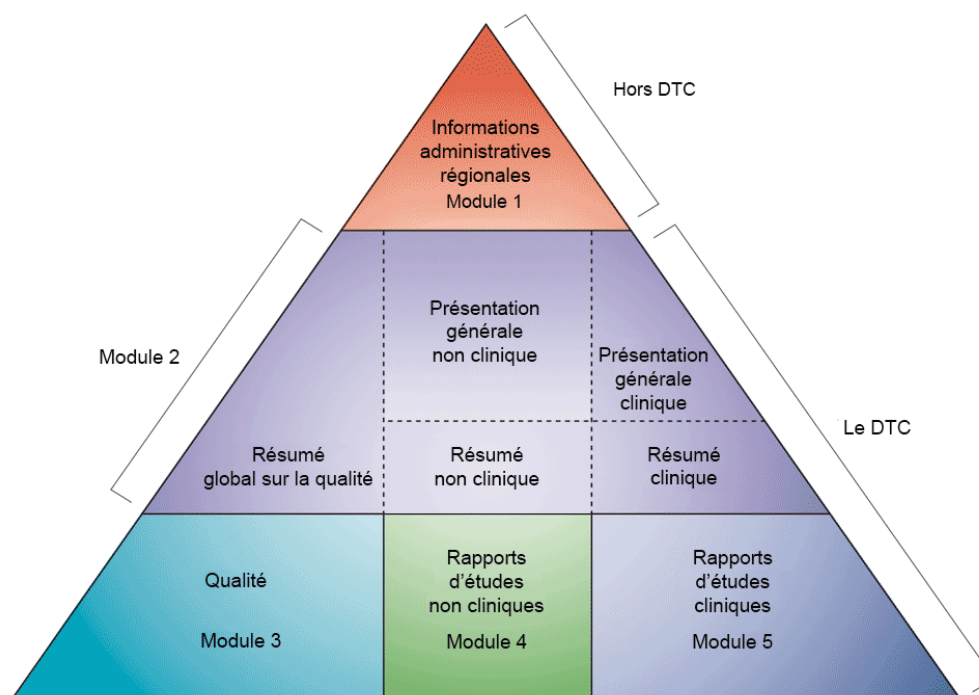 Hors DTC
Informations
administratives
régionales
Module 1
Module 2
Présentation
générale
non clinique
Présentation
générale
clinique
Le DTC
Résumé
global sur la qualité
Résumé
non clinique
Résumé
clinique
Qualité
Module 3
Rapports
d’études
non cliniques
Module 4
Rapports
d’études
cliniques
Module 5